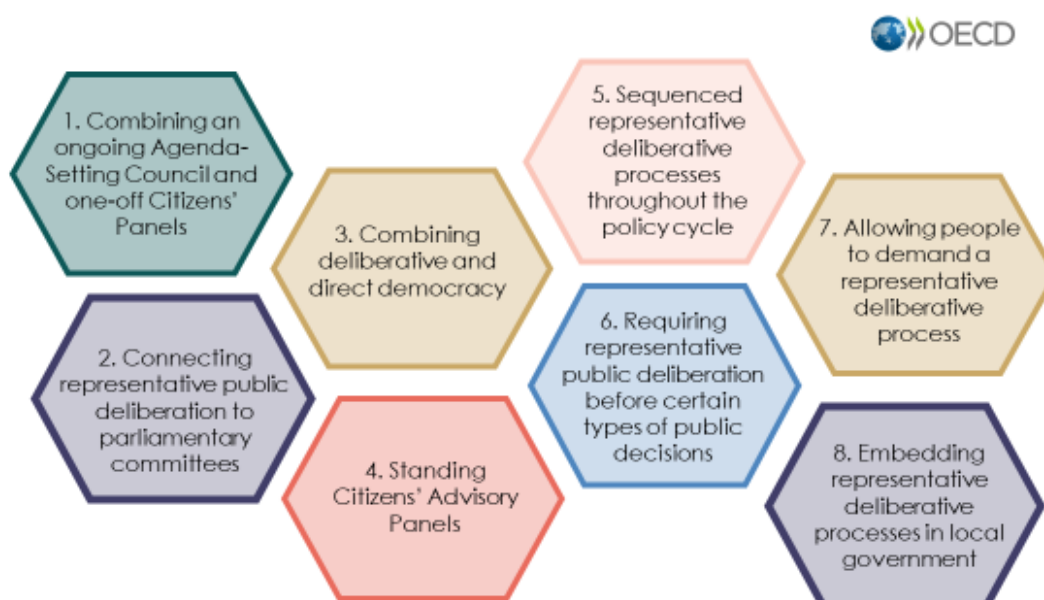 OECD
1. Combining an
ongoing Agenda-
Setting Council and
one-off Citizens'
Panels
2. Connecting
representative public
deliberation to
parliamentary
committees
3. Combining
deliberative and
direct democracy
4. Standing
Citizens' Advisory
Panels
5. Sequenced
representative
deliberative
processes
throughout the
policy cycle
6. Requiring
representative
public deliberation
before certain
types of public
decisions
7. Allowing people
to demand a
representative
deliberative
process
8. Embedding
representative
deliberative
processes in local
government